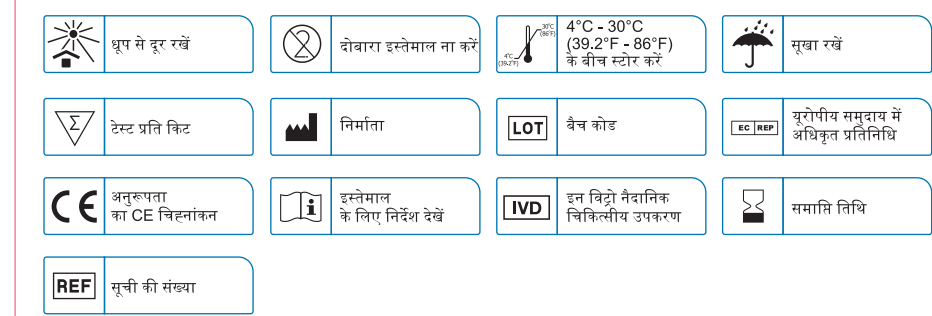 धूप से दूर रखें
2
दोबारा इस्तेमाल ना करें
30°C
(86°F)
4°C
(39.2°F)
4°C - 30°C
(39.2°F - 86°F)
के बीच स्टोर करें
सूखा रखें
Σ
टेस्ट प्रति किट
निर्माता
LOT
बैच कोड
EC REP
यूरोपीय समुदाय में
अधिकृत प्रतिनिधि
CE
अनुरूपता
का CE चिह्नांकन
i
इस्तेमाल
के लिए निर्देश देखें
IVD
इन विट्रो नैदानिक
चिकित्सीय उपकरण
समाप्ति तिथि
REF
सूची की संख्या